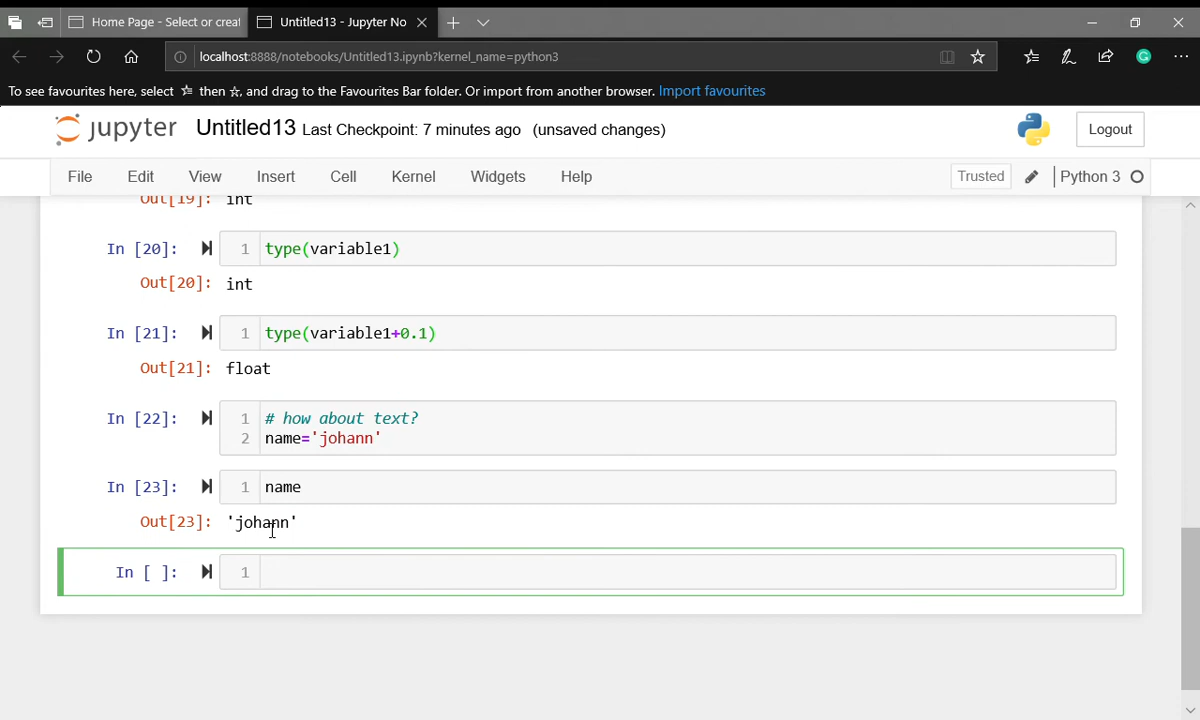 Home Page - Select or creat
Untitled13 - Jupyter No
localhost:8888/notebooks/Untitled13.ipynb?kernel_name=python3
To see favourites here, select then ☆, and drag to the Favourites Bar folder. Or import from another browser. Import favourites
jupyter Untitled13 Last Checkpoint: 7 minutes ago (unsaved changes)
Logout
File Edit View Insert Cell Kernel Widgets Help
Trusted
Python 3
Out[19]: int
In [20]: 1 type(variable1)
Out[20]: int
In [21]: 1 type(variable1+0.1)
Out[21]: float
In [22]: 1 # how about text?
2 name='johann'
In [23]: 1 name
Out[23]: 'johann'
In [ ]: 1